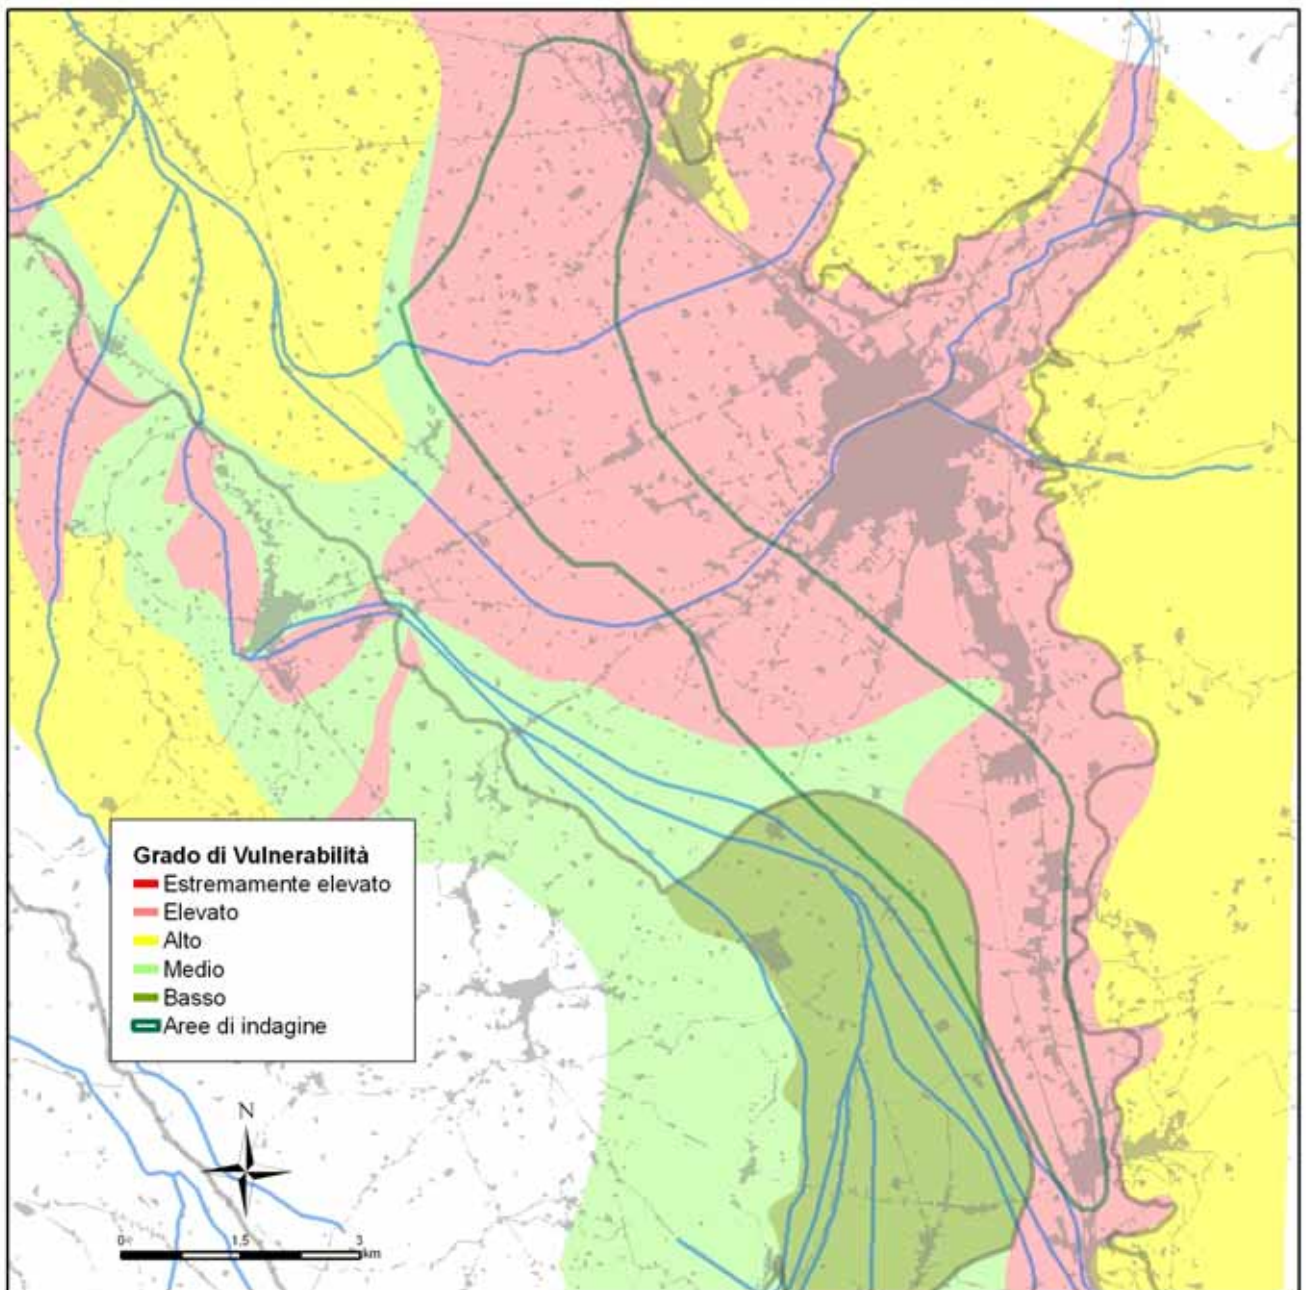 Grado di Vulnerabilità
Estremamente elevato
Elevato
Alto
Medio
Basso
Aree di indagine
N
0 1,5 3
km